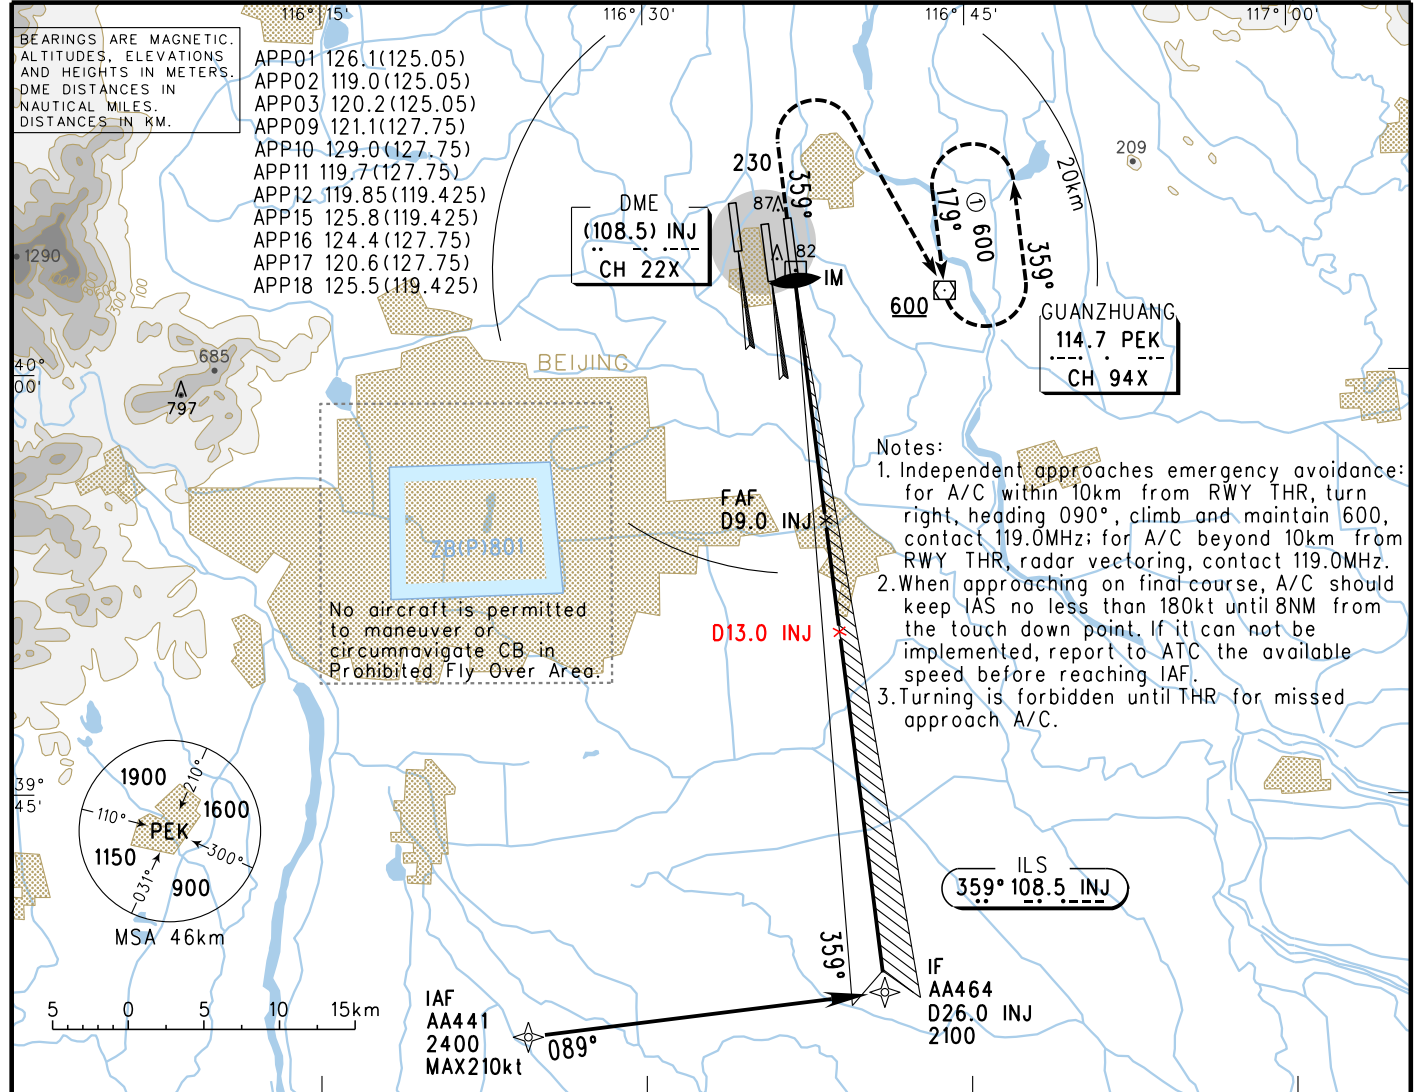 116° 15'
116° 30'
116° 45'
117° 00'
BEARINGS ARE MAGNETIC.
ALTITUDES, ELEVATIONS
AND HEIGHTS IN METERS.
DME DISTANCES IN
NAUTICAL MILES.
DISTANCES IN KM.
APP01 126.1(125.05)
APP02 119.0(125.05)
APP03 120.2(125.05)
APP09 121.1(127.75)
APP10 129.0(127.75)
APP11 119.7(127.75)
APP12 119.85(119.425)
APP15 125.8(119.425)
APP16 124.4(127.75)
APP17 120.6(127.75)
APP18 125.5(119.425)
1290
300
100
685
797
40°
00'
DME
(108.5) INJ
CH 22X
230
359°
87
82
IM
179°
① 600
359°
20km
209
600
GUANZHUANG
114.7 PEK
CH 94X
BEIJING
ZB(P)801
No aircraft is permitted
to maneuver or
circumnavigate CB in
Prohibited Fly Over Area.
FAF
D9.0 INJ
D13.0 INJ
Notes:
1. Independent approaches emergency avoidance:
for A/C within 10km from RWY THR, turn
right, heading 090°, climb and maintain 600,
contact 119.0MHz; for A/C beyond 10km from
RWY THR, radar vectoring, contact 119.0MHz.
2.When approaching on final course, A/C should
keep IAS no less than 180kt until 8NM from
the touch down point. If it can not be
implemented, report to ATC the available
speed before reaching IAF.
3.Turning is forbidden until THR for missed
approach A/C.
39°
45'
1900
210°
110°
1600
PEK
1150
300°
031°
900
MSA 46km
ILS
359° 108.5 INJ
359°
IF
AA464
D26.0 INJ
2100
IAF
AA441
2400
MAX210kt
089°
5 0 5 10 15km